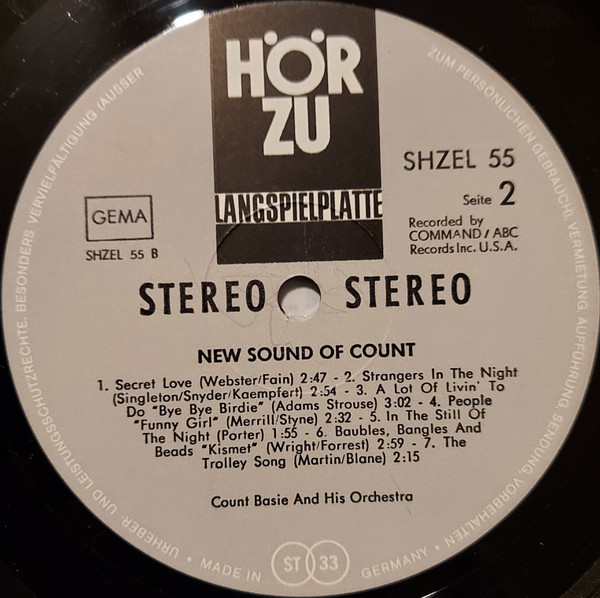 HÖR
ZU
LANGSPIELPLATTE
GEMA
SHZEL 55 B
SHZEL 55
Seite 2
Recorded by
COMMAND / ABC
Records Inc. U.S.A.
STEREO STEREO
NEW SOUND OF COUNT
1. Secret Love (Webster/Fain) 2:47 - 2. Strangers In The Night
(Singleton/Snyder/Kaempfert) 2:54 - 3. A Lot Of Livin' To
Do "Bye Bye Birdie" (Adams Strouse) 3:02 - 4. People
"Funny Girl" (Merrill/Styne) 2:32 - 5. In The Still Of
The Night (Porter) 1:55 - 6. Baubles, Bangles And
Beads "Kismet" (Wright/Forrest) 2:59 - 7. The
Trolley Song (Martin/Blane) 2:15
Count Basie And His Orchestra
URHEBER- UND LEISTUNGSSCHUTZRECHTE, BESONDERS VERVIELFÄLTIGUNG (AUSSER
ZUM PERSÖNLICHEN GEBRAUCH), VERMIETUNG, AUFFÜHRUNG, SENDUNG, VORBEHALTEN
• MADE IN ST 33 GERMANY •